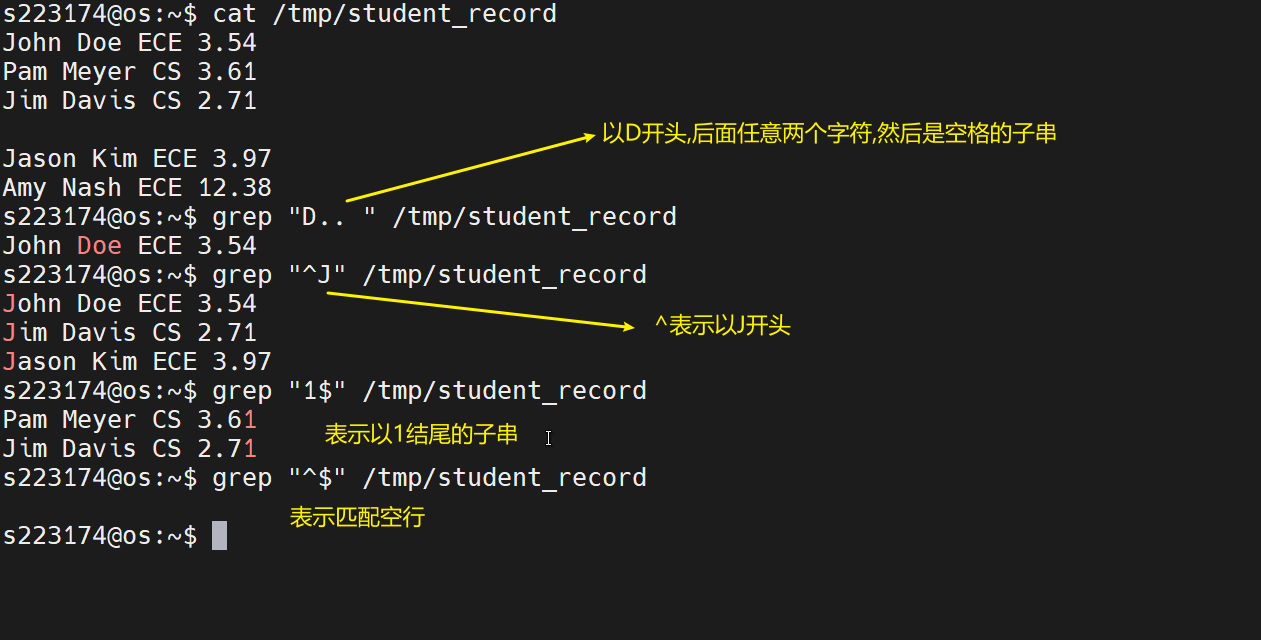 s223174@os:~$ cat /tmp/student_record
John Doe ECE 3.54
Pam Meyer CS 3.61
Jim Davis CS 2.71
以D开头,后面任意两个字符,然后是空格的子串
Jason Kim ECE 3.97
Amy Nash ECE 12.38
s223174@os:~$ grep "D.. " /tmp/student_record
John Doe ECE 3.54
s223174@os:~$ grep "^J" /tmp/student_record
John Doe ECE 3.54
^表示以J开头
Jim Davis CS 2.71
Jason Kim ECE 3.97
s223174@os:~$ grep "1$" /tmp/student_record
Pam Meyer CS 3.61
表示以1结尾的子串
Jim Davis CS 2.71
s223174@os:~$ grep "^$" /tmp/student_record
表示匹配空行
s223174@os:~$